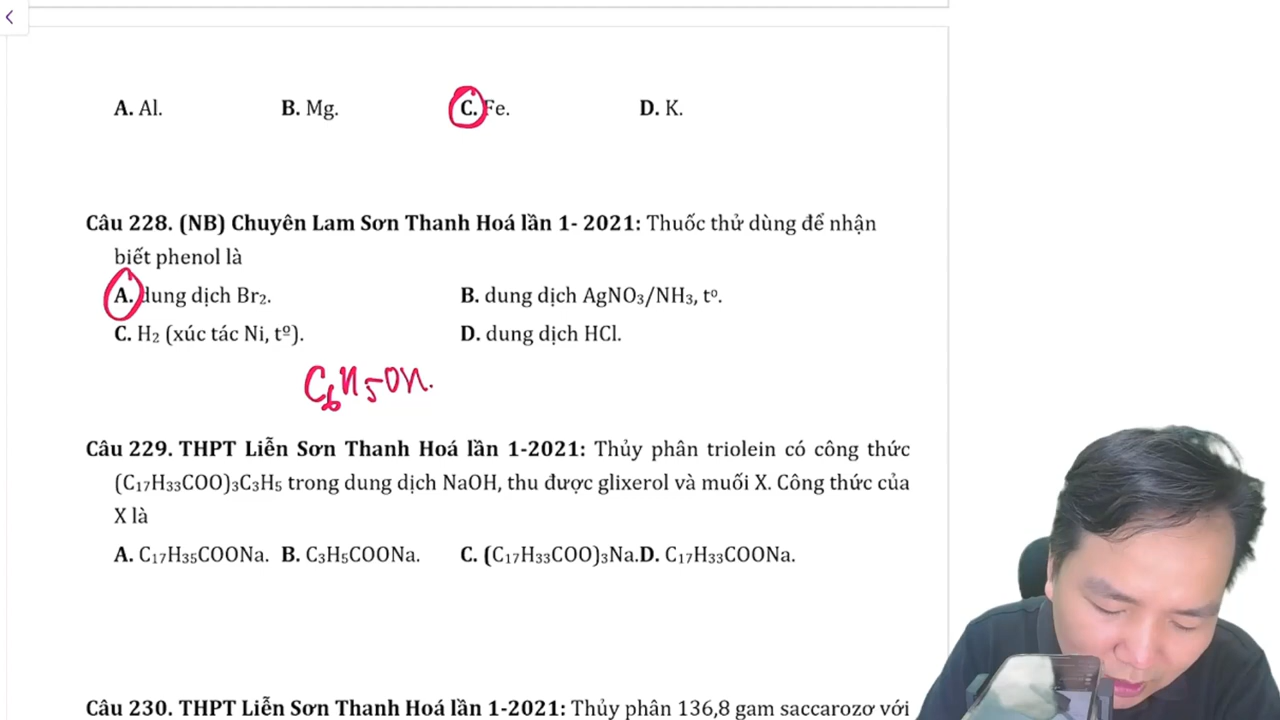 A. Al. B. Mg. C. Fe. D. K.
Câu 228. (NB) Chuyên Lam Sơn Thanh Hoá lần 1- 2021: Thuốc thử dùng để nhận
biết phenol là
A. dung dịch Br₂. B. dung dịch AgNO₃/NH₃, tº.
C. H₂ (xúc tác Ni, tº). D. dung dịch HCl.
C₆H₅OH.
Câu 229. THPT Liễn Sơn Thanh Hoá lần 1-2021: Thủy phân triolein có công thức
(C₁₇H₃₃COO)₃C₃H₅ trong dung dịch NaOH, thu được glixerol và muối X. Công thức của
X là
A. C₁₇H₃₅COONa. B. C₃H₅COONa. C. (C₁₇H₃₃COO)₃Na. D. C₁₇H₃₃COONa.
Câu 230. THPT Liễn Sơn Thanh Hoá lần 1-2021: Thủy phân 136,8 gam saccarozơ với